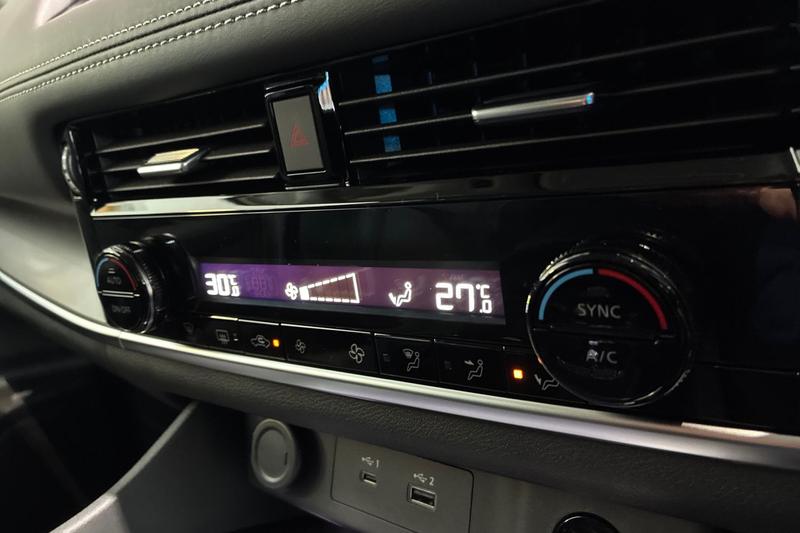 AUTO
ON·OFF
30.0°C
27.0°C
SYNC
A/C
1
2